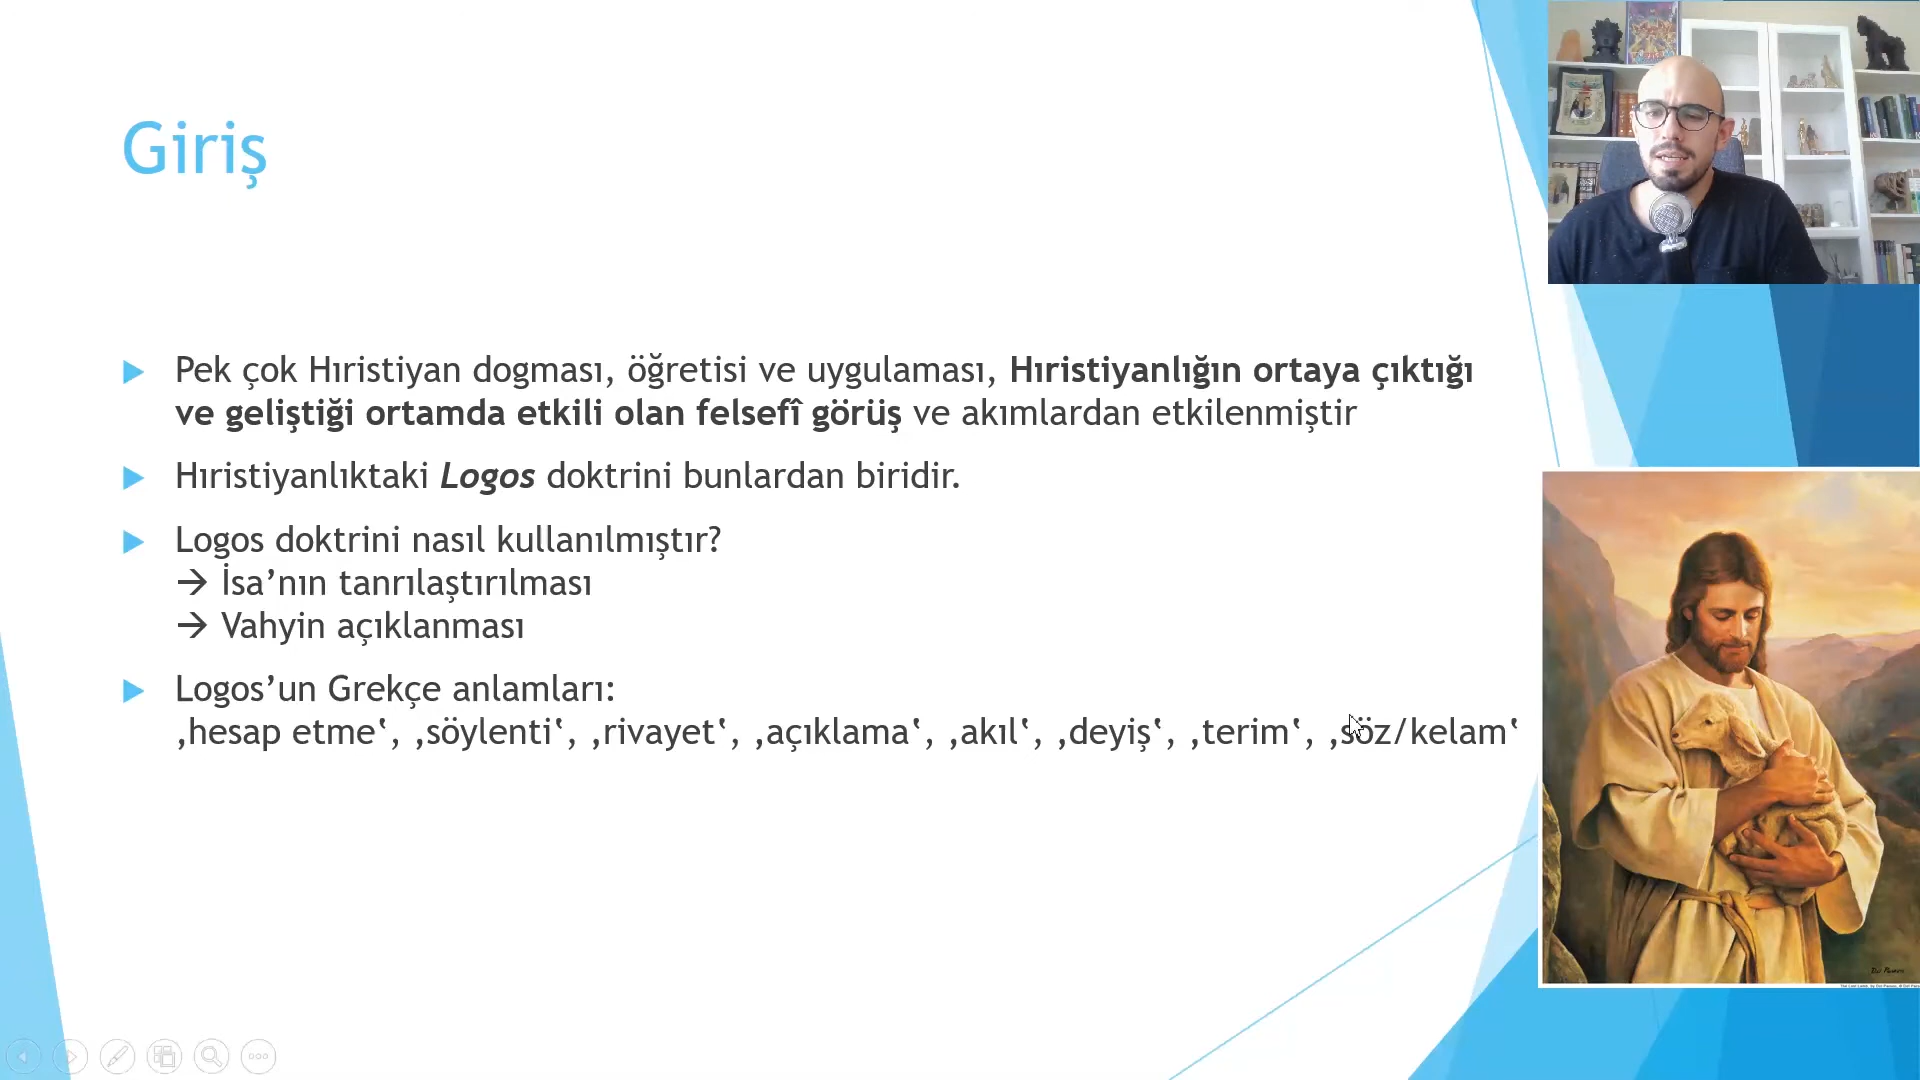 Giriş
Pek çok Hıristiyan dogması, öğretisi ve uygulaması, Hıristiyanlığın ortaya çıktığı
ve geliştiği ortamda etkili olan felsefî görüş ve akımlardan etkilenmiştir
Hıristiyanlıktaki Logos doktrini bunlardan biridir.
Logos doktrini nasıl kullanılmıştır?
→ İsa’nın tanrılaştırılması
→ Vahyin açıklanması
Logos’un Grekçe anlamları:
‚hesap etme‛, ‚söylenti‛, ‚rivayet‛, ‚açıklama‛, ‚akıl‛, ‚deyiş‛, ‚terim‛, ‚söz/kelam‛